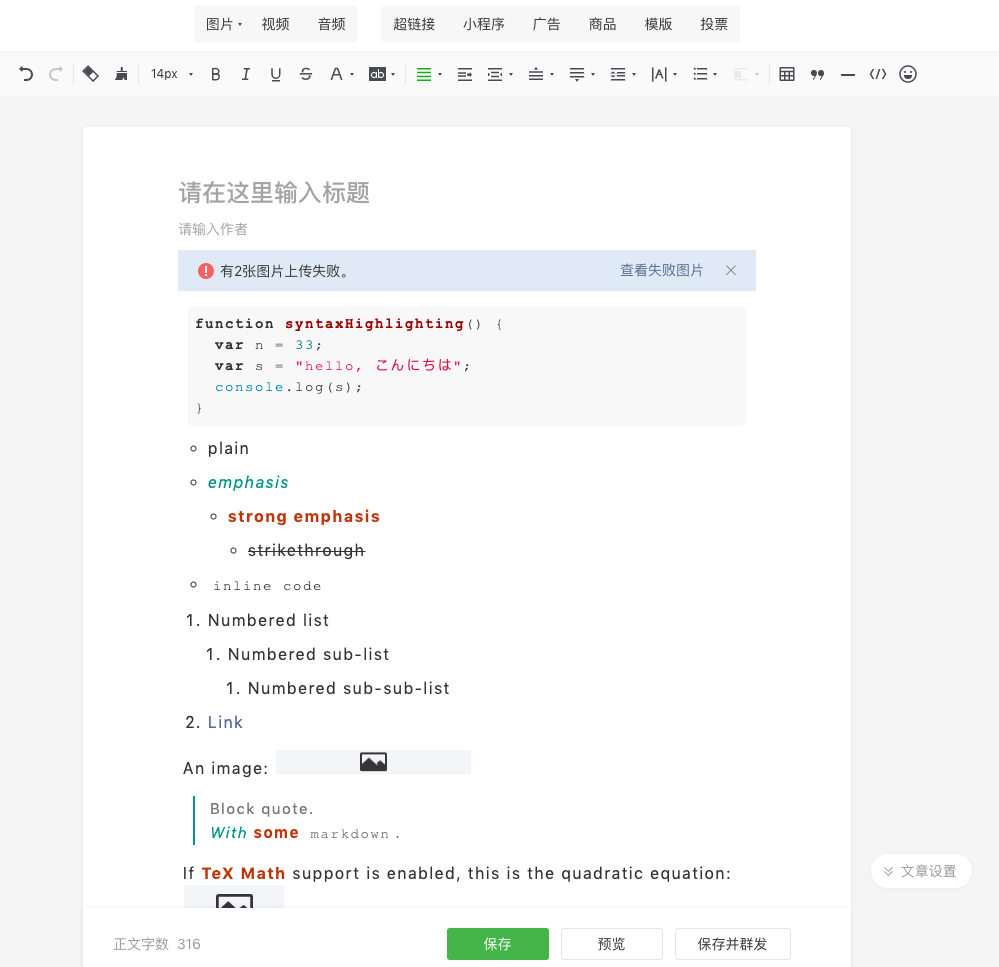 图片 视频 音频 超链接 小程序 广告 商品 模版 投票
14px B I U S A ab |A|
请在这里输入标题
请输入作者
有2张图片上传失败。 查看失败图片
function syntaxHighlighting() {
var n = 33;
var s = "hello, こんにちは";
console.log(s);
}
plain
emphasis
strong emphasis
strikethrough
inline code
1. Numbered list
1. Numbered sub-list
1. Numbered sub-sub-list
2. Link
An image:
Block quote.
With some markdown.
If TeX Math support is enabled, this is the quadratic equation:
文章设置
正文字数 316 保存 预览 保存并群发